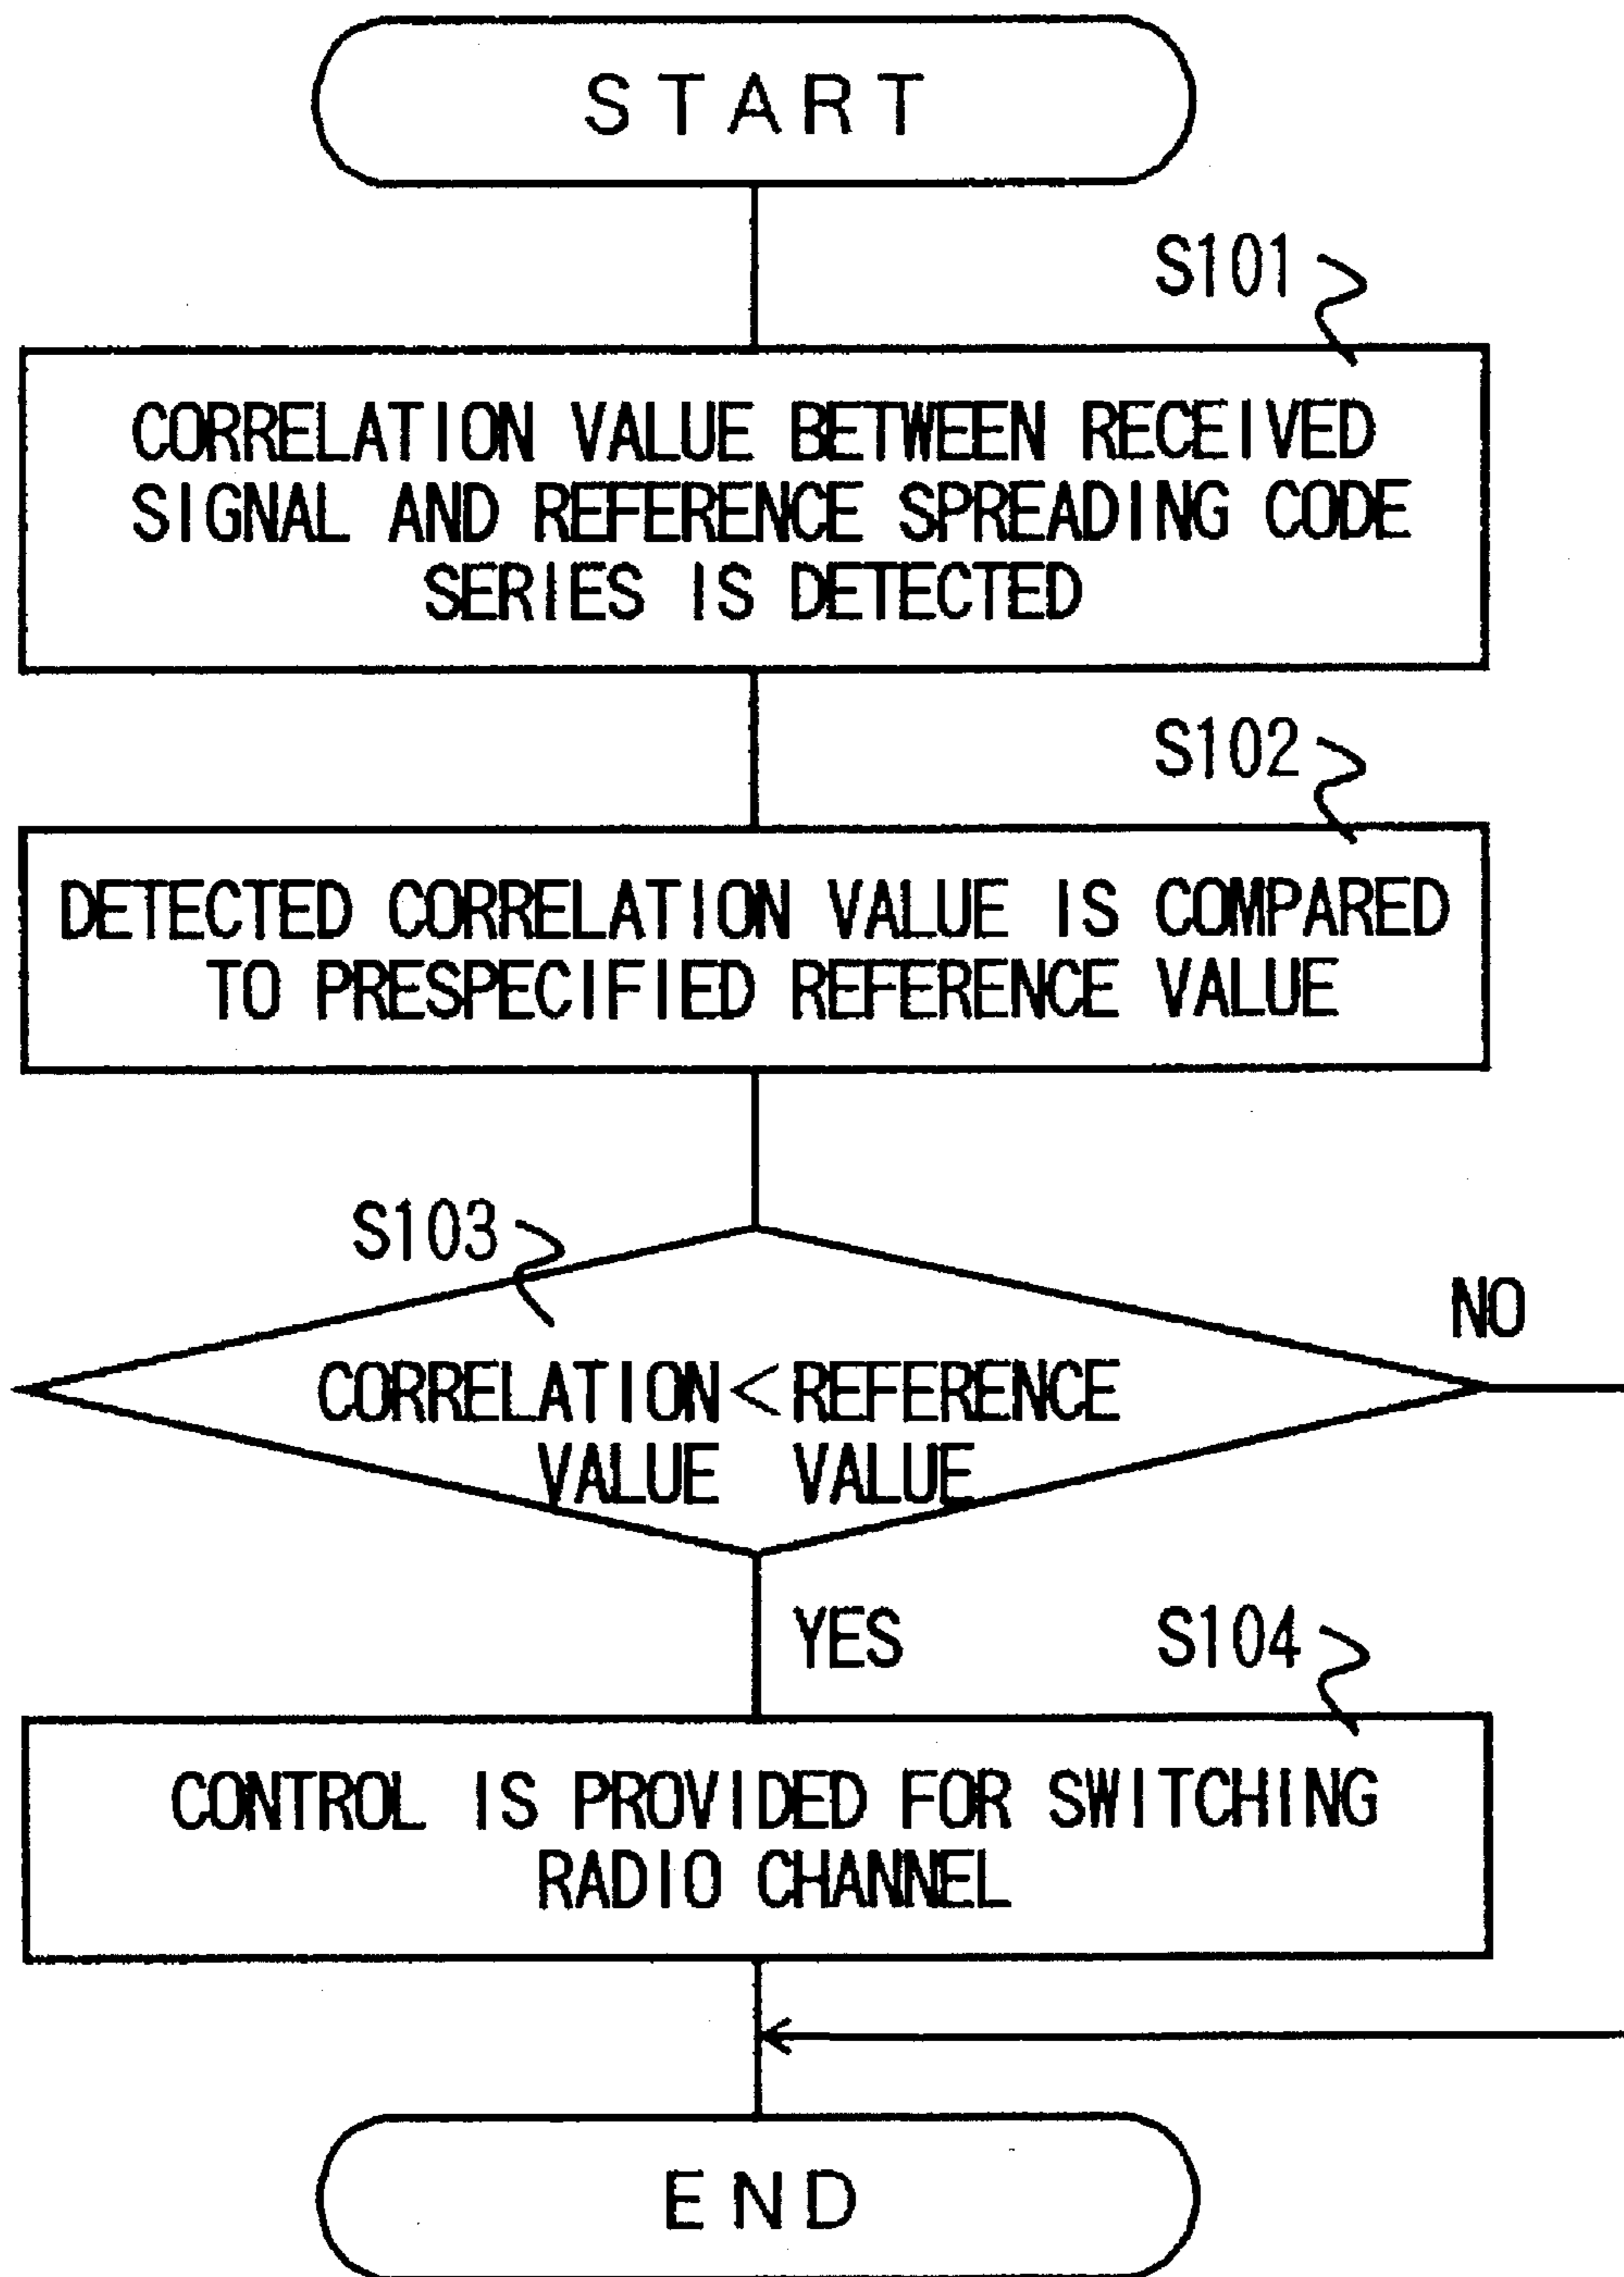 START
S101
CORRELATION VALUE BETWEEN RECEIVED
SIGNAL AND REFERENCE SPREADING CODE
SERIES IS DETECTED
S102
DETECTED CORRELATION VALUE IS COMPARED
TO PRESPECIFIED REFERENCE VALUE
S103
NO
CORRELATION<REFERENCE
VALUE VALUE
YES
S104
CONTROL IS PROVIDED FOR SWITCHING
RADIO CHANNEL
END